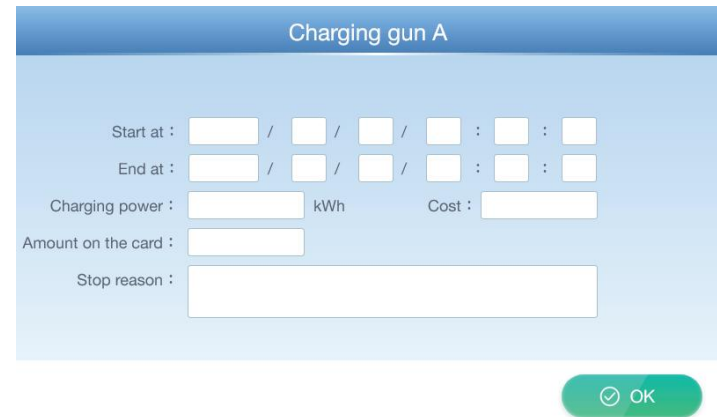 Charging gun A
Start at： / / / : :
End at： / / / : :
Charging power： kWh Cost：
Amount on the card：
Stop reason：
OK